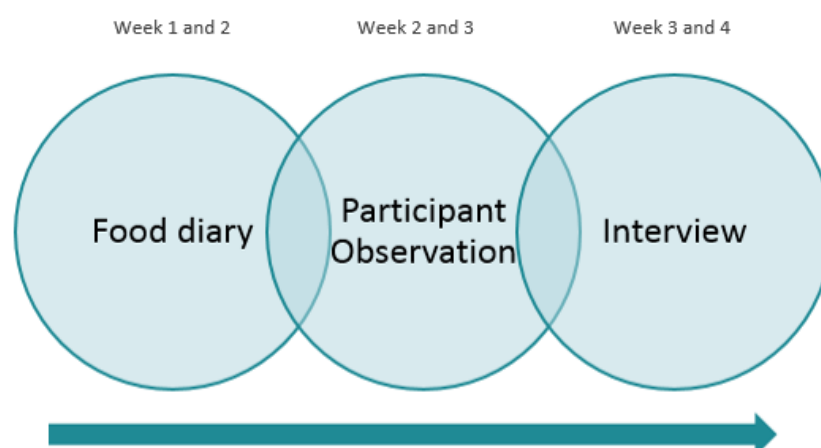 Week 1 and 2
Week 2 and 3
Week 3 and 4
Food diary
Participant
Observation
Interview